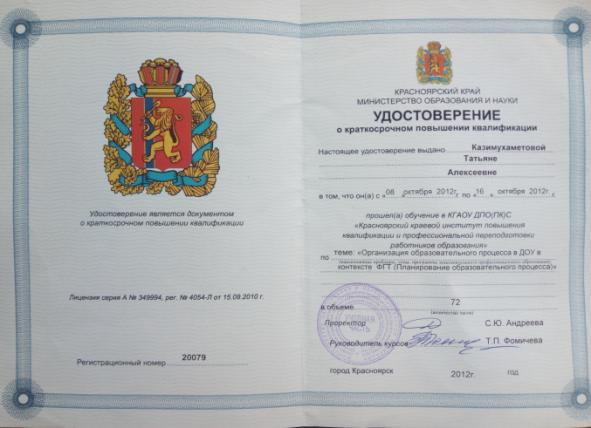 Удостоверение является документом
о краткосрочном повышении квалификации
Лицензия серия А № 349994, рег. № 4054-Л от 15.09.2010 г.
Регистрационный номер 20079
КРАСНОЯРСКИЙ КРАЙ
МИНИСТЕРСТВО ОБРАЗОВАНИЯ И НАУКИ
УДОСТОВЕРЕНИЕ
о краткосрочном повышении квалификации
Настоящее удостоверение выдано Казимухаметовой
Татьяне
Алексеевне
в том, что он(а) с «08 » октября 2012г. по «16 » октября 2012г.
прошел(а) обучение в КГАОУ ДПО(ПК)С
«Красноярский краевой институт повышения
квалификации и профессиональной переподготовки
работников образования»
по теме: «Организация образовательного процесса в ДОУ в
контексте ФГТ (Планирование образовательного процесса)»
в объеме 72
(количество часов)
Проректор С.Ю. Андреева
Руководитель курсов Т.П. Фомичева
город Красноярск 2012г. год
УЧЕБНАЯ
ЧАСТЬ